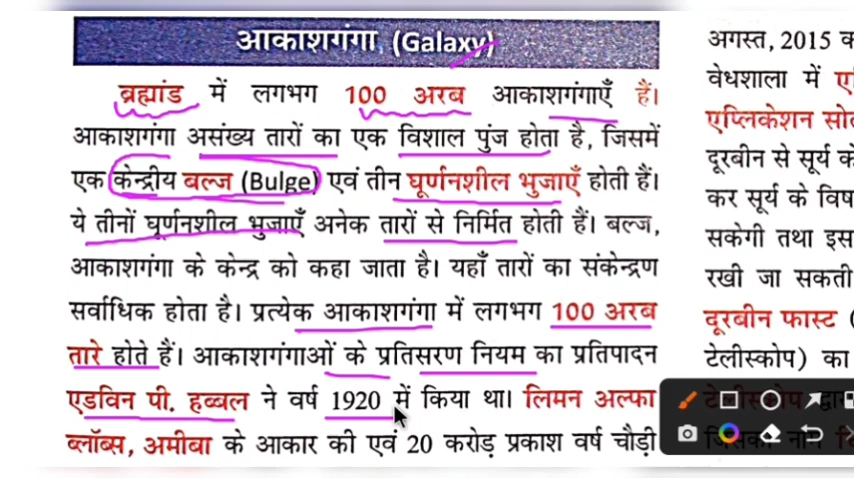 आकाशगंगा (Galaxy)
ब्रह्मांड में लगभग 100 अरब आकाशगंगाएँ हैं।
आकाशगंगा असंख्य तारों का एक विशाल पुंज होता है, जिसमें
एक केन्द्रीय बल्ज (Bulge) एवं तीन घूर्णनशील भुजाएँ होती हैं।
ये तीनों घूर्णनशील भुजाएँ अनेक तारों से निर्मित होती हैं। बल्ज,
आकाशगंगा के केन्द्र को कहा जाता है। यहाँ तारों का संकेन्द्रण
सर्वाधिक होता है। प्रत्येक आकाशगंगा में लगभग 100 अरब
तारे होते हैं। आकाशगंगाओं के प्रतिसरण नियम का प्रतिपादन
एडविन पी. हब्बल ने वर्ष 1920 में किया था। लिमन अल्फा
ब्लॉब्स, अमीबा के आकार की एवं 20 करोड़ प्रकाश वर्ष चौड़ी
अगस्त, 2015 क
वेधशाला में ए
एप्लिकेशन सोल
दूरबीन से सूर्य के
कर सूर्य के विष
सकेगी तथा इस
रखी जा सकती
दूरबीन फास्ट (
टेलीस्कोप) का